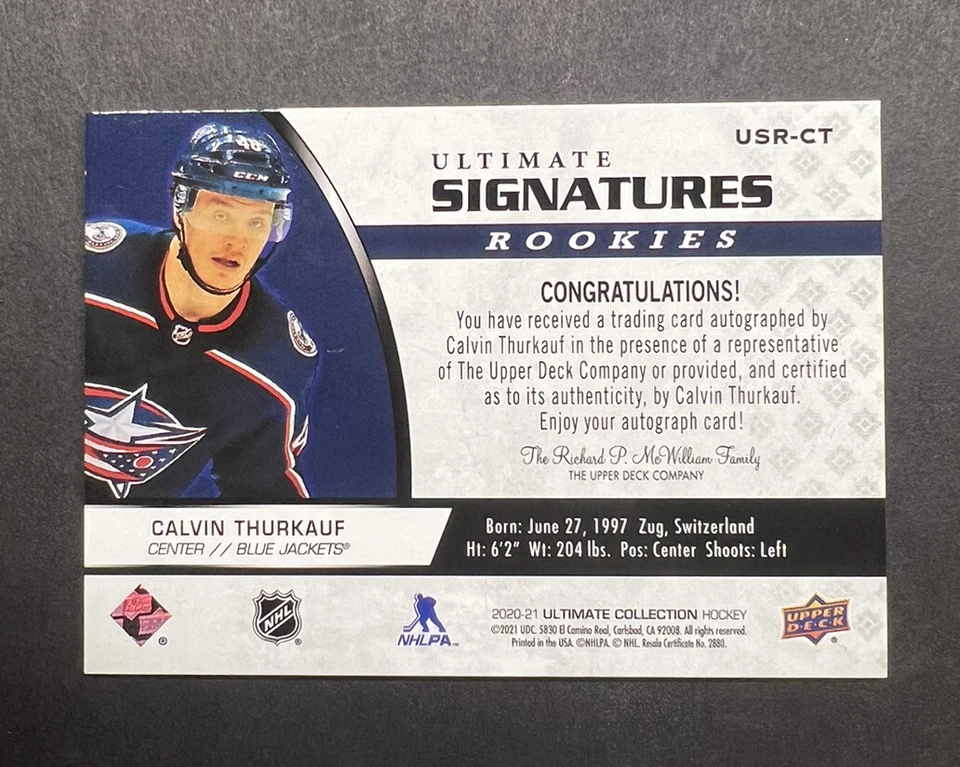 USR-CT
ULTIMATE
SIGNATURES
ROOKIES
CCM
CONGRATULATIONS!
You have received a trading card autographed by
Calvin Thurkauf in the presence of a representative
of The Upper Deck Company or provided, and certified
as to its authenticity, by Calvin Thurkauf.
Enjoy your autograph card!
The Richard P. McWilliam Family
THE UPPER DECK COMPANY
CALVIN THURKAUF
CENTER // BLUE JACKETS®
Born: June 27, 1997 Zug, Switzerland
Ht: 6'2" Wt: 204 lbs. Pos: Center Shoots: Left
®
NHL ®
NHLPA™
2020-21 ULTIMATE COLLECTION HOCKEY
©2021 UDC. 5830 El Camino Real, Carlsbad, CA 92008. All rights reserved.
Printed in the USA. ©NHLPA. © NHL. Resale Certificate No. 2880.
UPPER
DECK